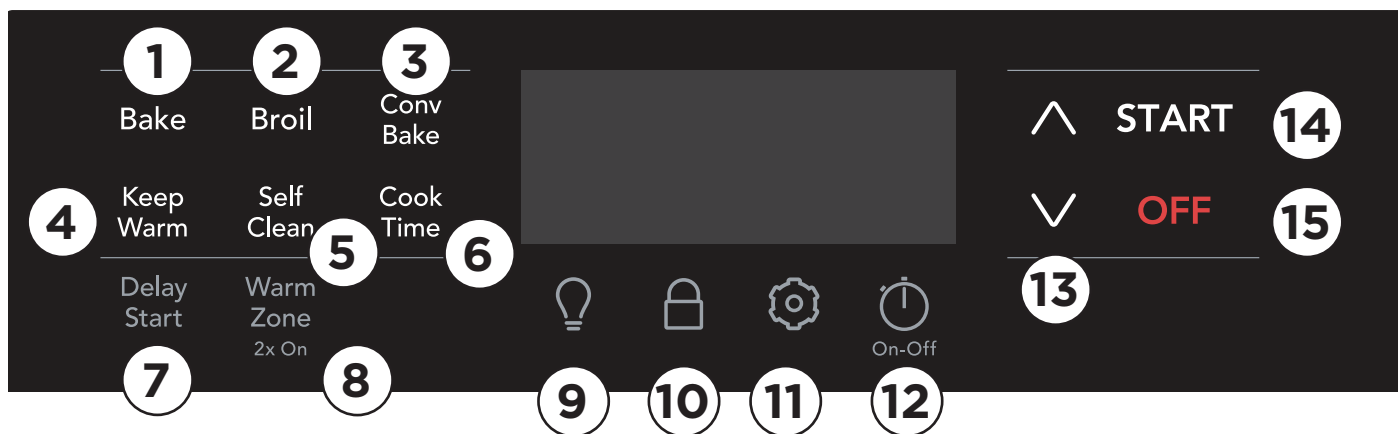 1 2 3
Bake Broil Conv
Bake
4 Keep
Warm
Self
Clean
5
Cook
Time
6
Delay
Start
7
Warm
Zone
2x On
8
9
10
11
On-Off
12
START 14
OFF 15
13